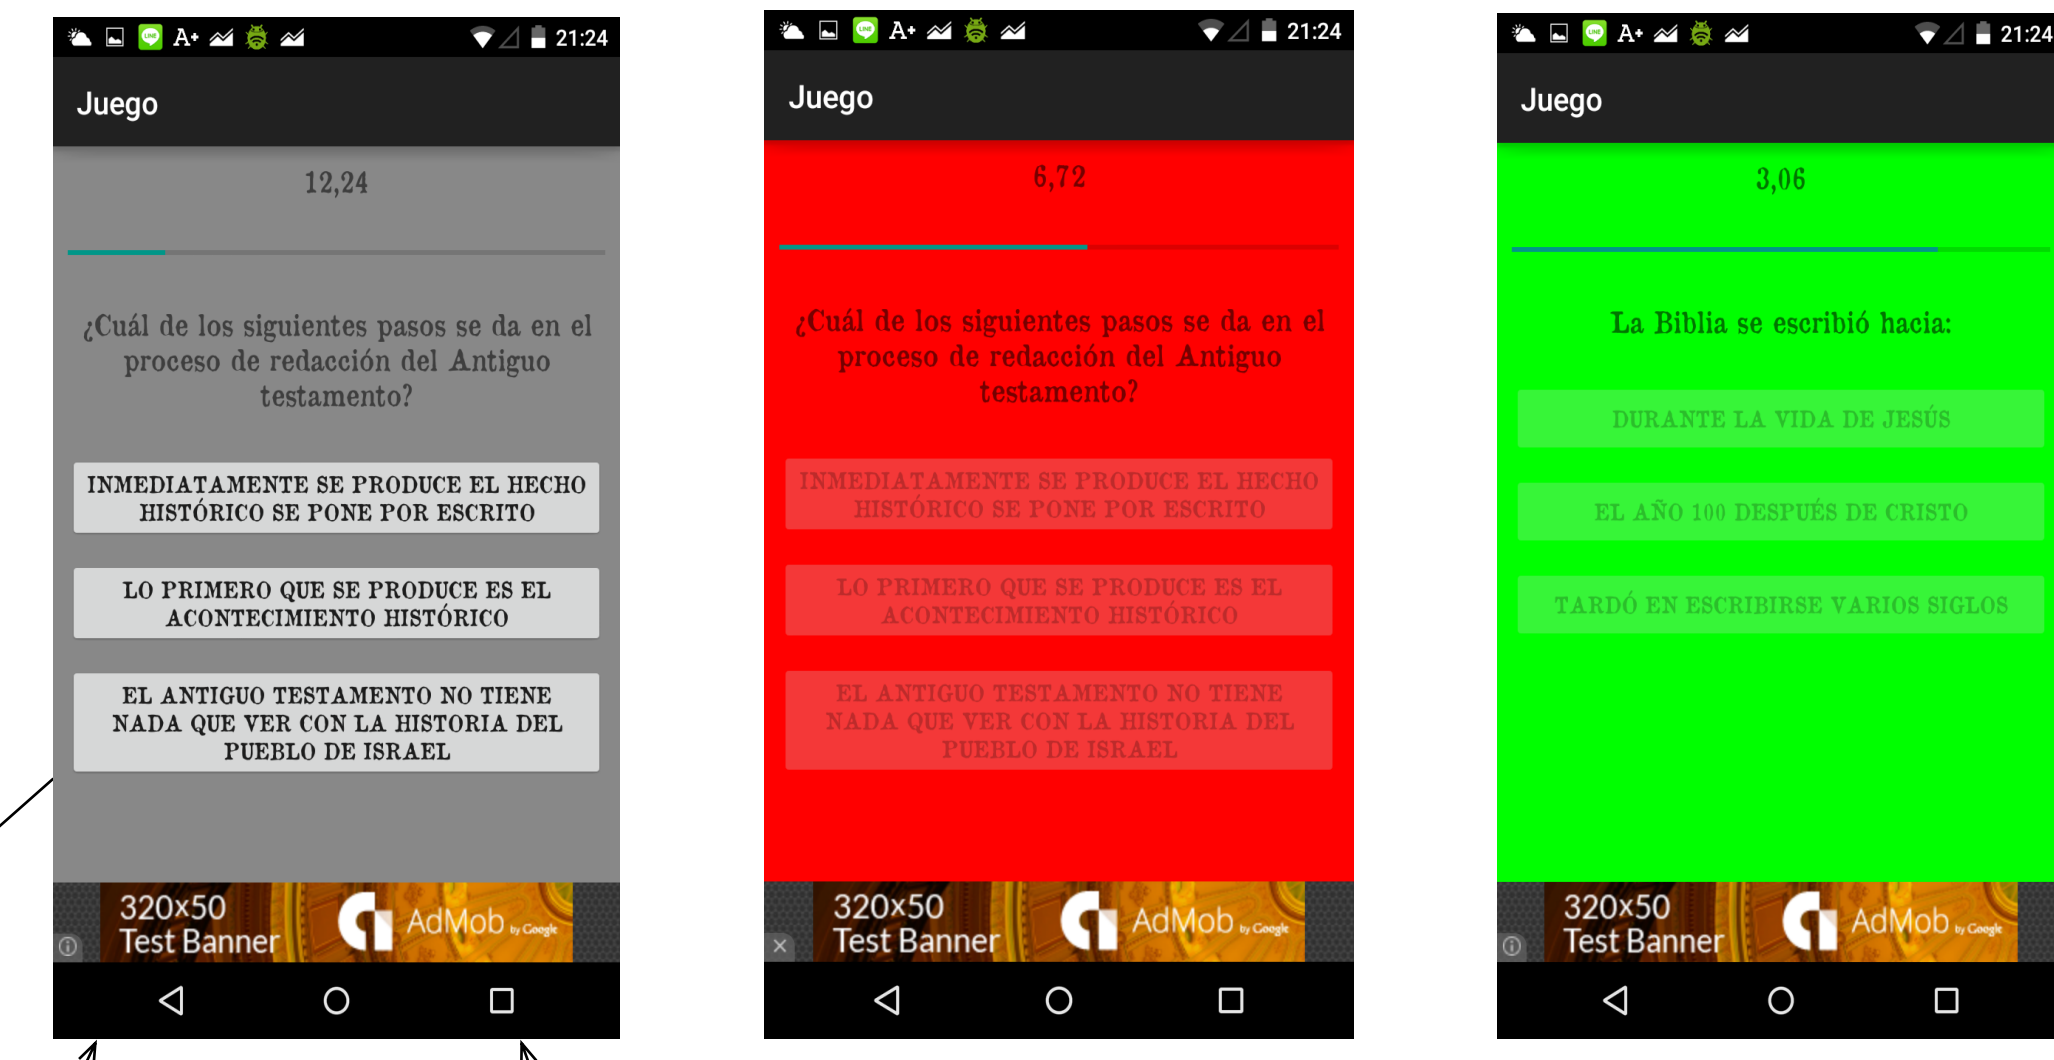 A+
21:24
Juego
12,24
¿Cuál de los siguientes pasos se da en el
proceso de redacción del Antiguo
testamento?
INMEDIATAMENTE SE PRODUCE EL HECHO
HISTÓRICO SE PONE POR ESCRITO
LO PRIMERO QUE SE PRODUCE ES EL
ACONTECIMIENTO HISTÓRICO
EL ANTIGUO TESTAMENTO NO TIENE
NADA QUE VER CON LA HISTORIA DEL
PUEBLO DE ISRAEL
320x50
Test Banner
AdMob by Google
A+
21:24
Juego
6,72
¿Cuál de los siguientes pasos se da en el
proceso de redacción del Antiguo
testamento?
INMEDIATAMENTE SE PRODUCE EL HECHO
HISTÓRICO SE PONE POR ESCRITO
LO PRIMERO QUE SE PRODUCE ES EL
ACONTECIMIENTO HISTÓRICO
EL ANTIGUO TESTAMENTO NO TIENE
NADA QUE VER CON LA HISTORIA DEL
PUEBLO DE ISRAEL
320x50
Test Banner
AdMob by Google
A+
21:24
Juego
3,06
La Biblia se escribió hacia:
DURANTE LA VIDA DE JESÚS
EL AÑO 100 DESPUÉS DE CRISTO
TARDÓ EN ESCRIBIRSE VARIOS SIGLOS
320x50
Test Banner
AdMob by Google